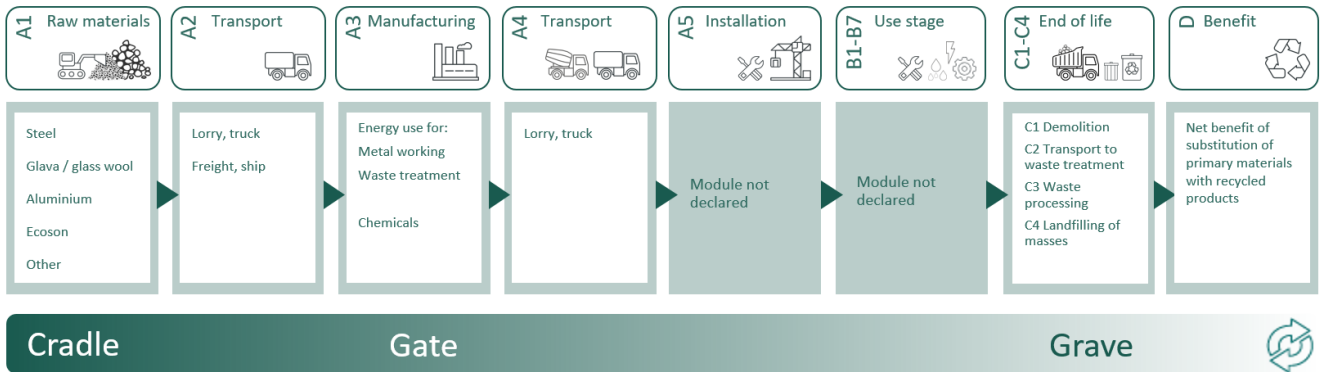 A1 Raw materials
A2 Transport
A3 Manufacturing
A4 Transport
A5 Installation
B1-B7 Use stage
C1-C4 End of life
D Benefit
Steel
Glava / glass wool
Aluminium
Ecoson
Other
Lorry, truck
Freight, ship
Energy use for:
Metal working
Waste treatment
Chemicals
Lorry, truck
Module not
declared
Module not
declared
C1 Demolition
C2 Transport to
waste treatment
C3 Waste
processing
C4 Landfilling of
masses
Net benefit of
substitution of
primary materials
with recycled
products
Cradle
Gate
Grave